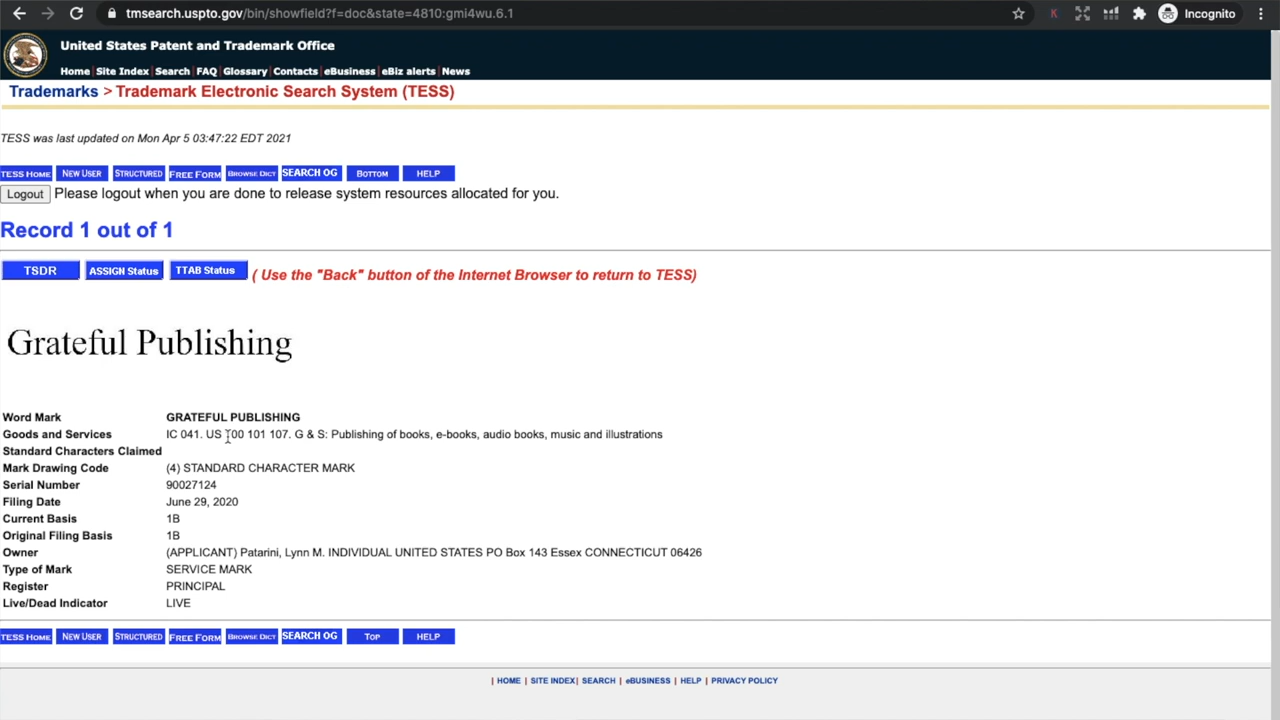 tmsearch.uspto.gov/bin/showfield?f=doc&state=4810:gmi4wu.6.1
K
Incognito
United States Patent and Trademark Office
Home | Site Index | Search | FAQ | Glossary | Contacts | eBusiness | eBiz alerts | News
Trademarks > Trademark Electronic Search System (TESS)
TESS was last updated on Mon Apr 5 03:47:22 EDT 2021
TESS HOME NEW USER STRUCTURED FREE FORM BROWSE DICT SEARCH OG BOTTOM HELP
Logout Please logout when you are done to release system resources allocated for you.
Record 1 out of 1
TSDR ASSIGN Status TTAB Status ( Use the "Back" button of the Internet Browser to return to TESS)
Grateful Publishing
Word Mark GRATEFUL PUBLISHING
Goods and Services IC 041. US 100 101 107. G & S: Publishing of books, e-books, audio books, music and illustrations
Standard Characters Claimed
Mark Drawing Code (4) STANDARD CHARACTER MARK
Serial Number 90027124
Filing Date June 29, 2020
Current Basis 1B
Original Filing Basis 1B
Owner (APPLICANT) Patarini, Lynn M. INDIVIDUAL UNITED STATES PO Box 143 Essex CONNECTICUT 06426
Type of Mark SERVICE MARK
Register PRINCIPAL
Live/Dead Indicator LIVE
TESS HOME NEW USER STRUCTURED FREE FORM BROWSE DICT SEARCH OG TOP HELP
| HOME | SITE INDEX| SEARCH | eBUSINESS | HELP | PRIVACY POLICY